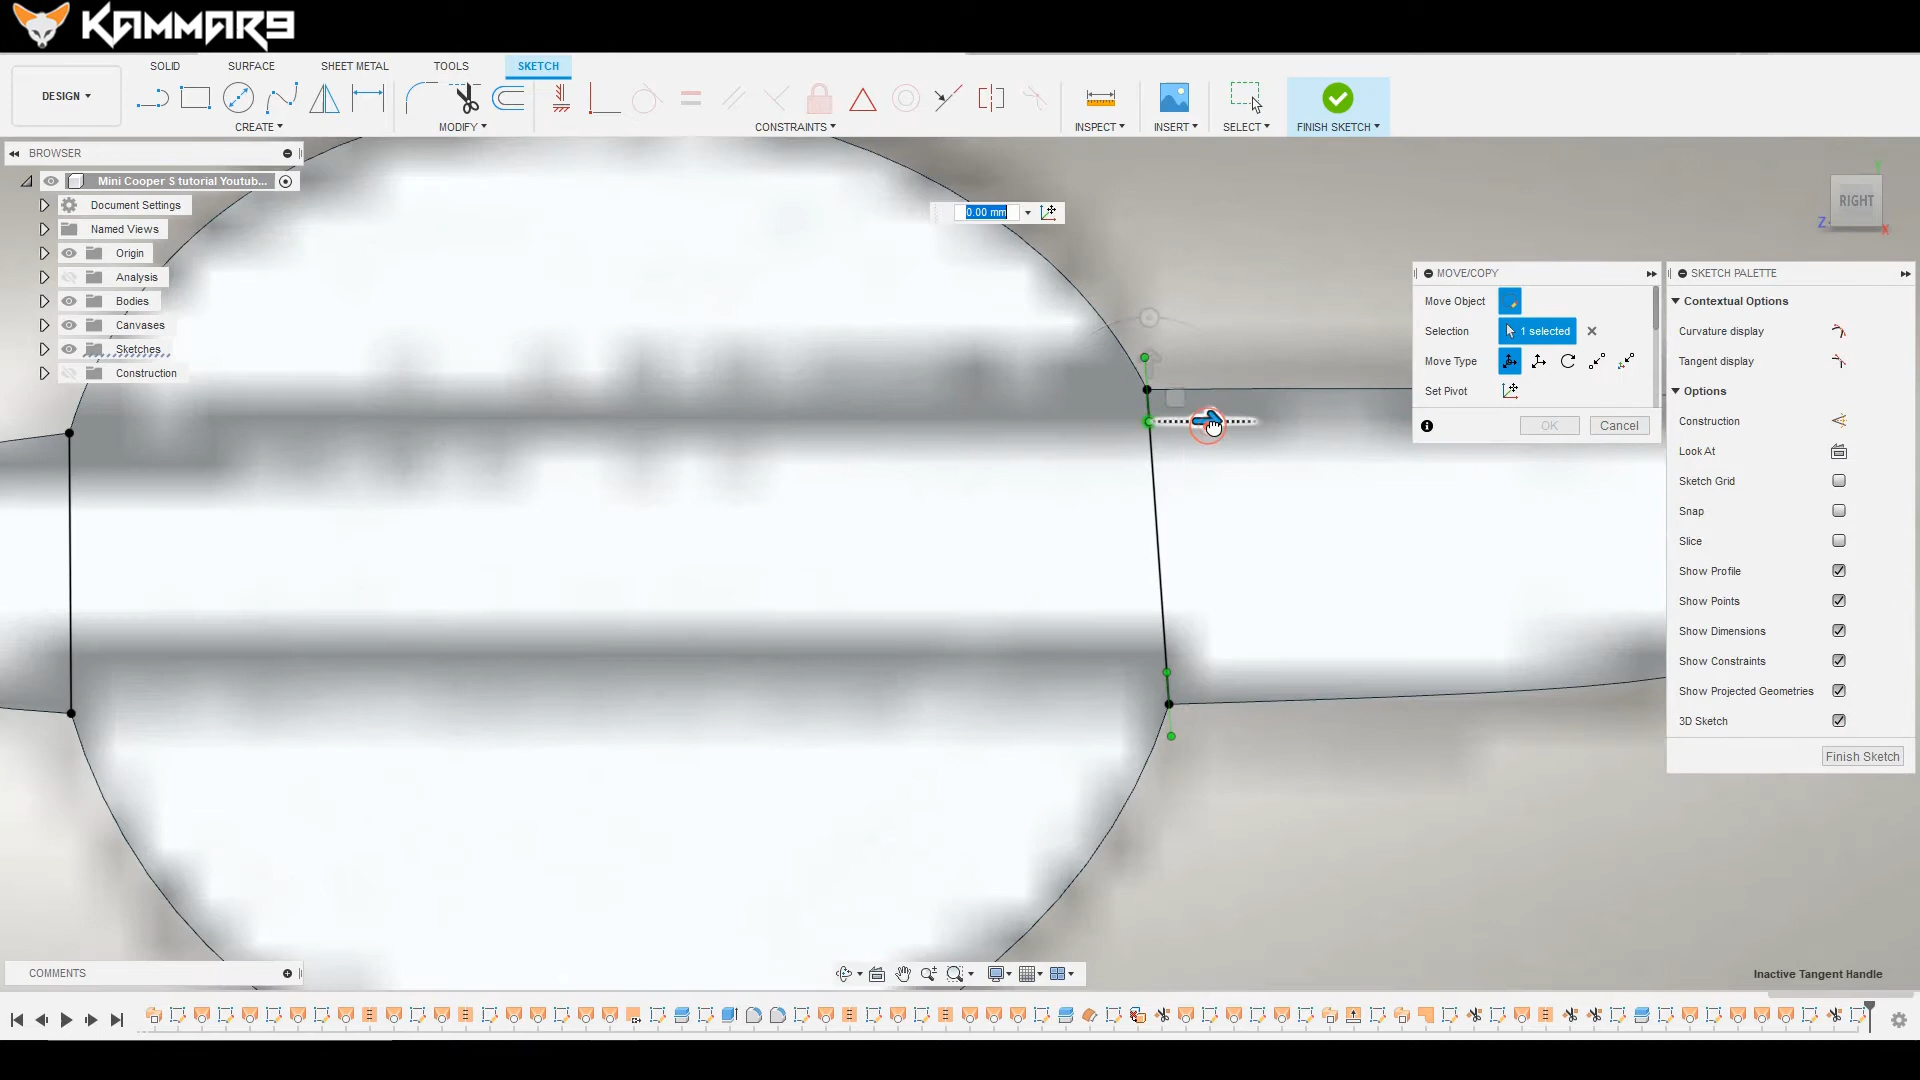 KAMMAR9
SOLID SURFACE SHEET METAL TOOLS SKETCH
DESIGN
CREATE MODIFY CONSTRAINTS INSPECT INSERT SELECT FINISH SKETCH
BROWSER
Mini Cooper S tutorial Youtub...
Document Settings
Named Views
Origin
Analysis
Bodies
Canvases
Sketches
Construction
0.00 mm
RIGHT
Y
Z
X
MOVE/COPY
Move Object
Selection 1 selected
Move Type
Set Pivot
OK Cancel
SKETCH PALETTE
Contextual Options
Curvature display
Tangent display
Options
Construction
Look At
Sketch Grid
Snap
Slice
Show Profile
Show Points
Show Dimensions
Show Constraints
Show Projected Geometries
3D Sketch
Finish Sketch
COMMENTS
Inactive Tangent Handle